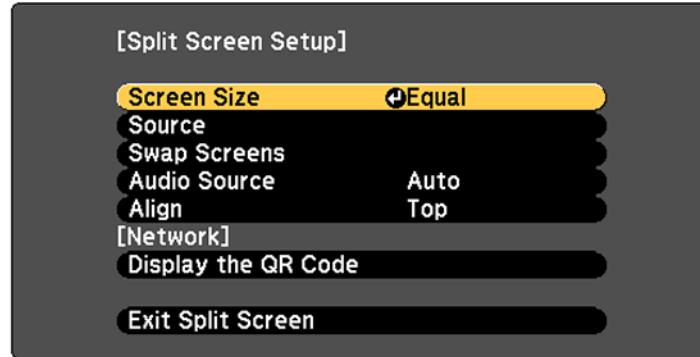 [Split Screen Setup]
Screen Size Equal
Source
Swap Screens
Audio Source Auto
Align Top
[Network]
Display the QR Code
Exit Split Screen